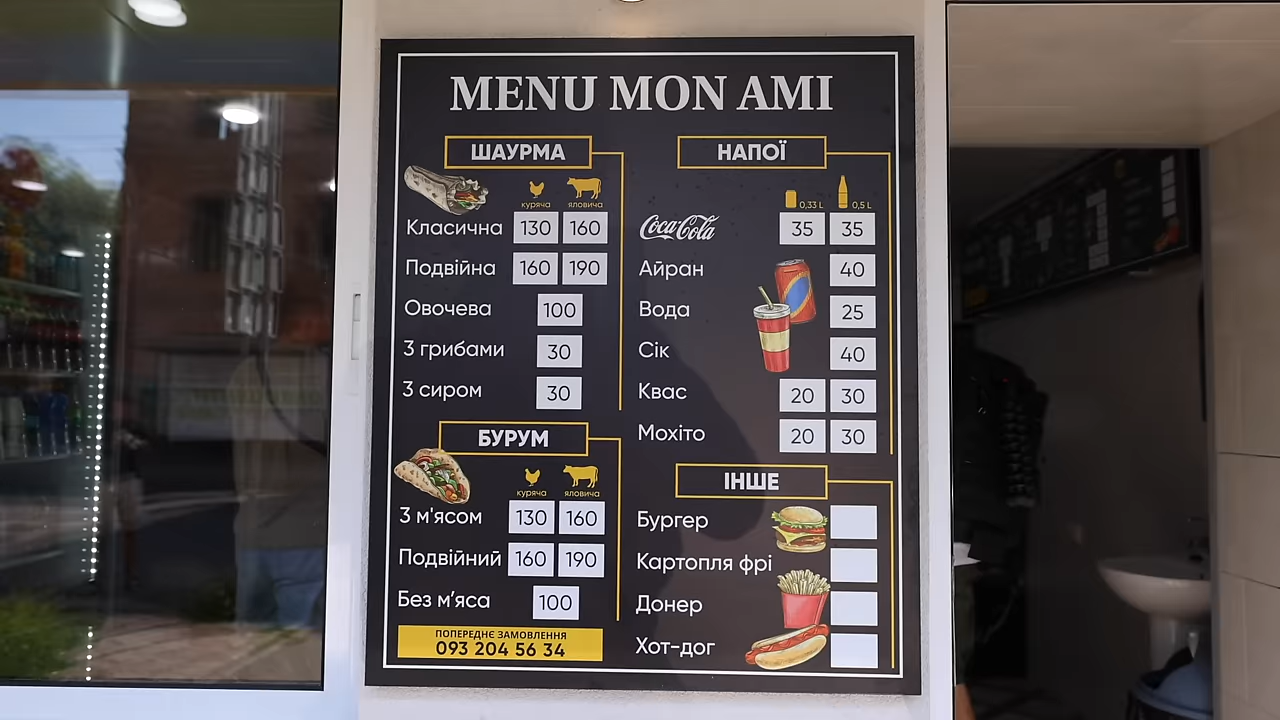 MENU MON AMI
ШАУРМА
куряча яловича
Класична 130 160
Подвійна 160 190
Овочева 100
З грибами 30
З сиром 30
БУРУМ
куряча яловича
З м'ясом 130 160
Подвійний 160 190
Без м’яса 100
ПОПЕРЕДНЄ ЗАМОВЛЕННЯ
093 204 56 34
НАПОЇ
0,33 L 0,5 L
Coca-Cola 35 35
Айран 40
Вода 25
Сік 40
Квас 20 30
Мохіто 20 30
ІНШЕ
Бургер
Картопля фрі
Донер
Хот-дог